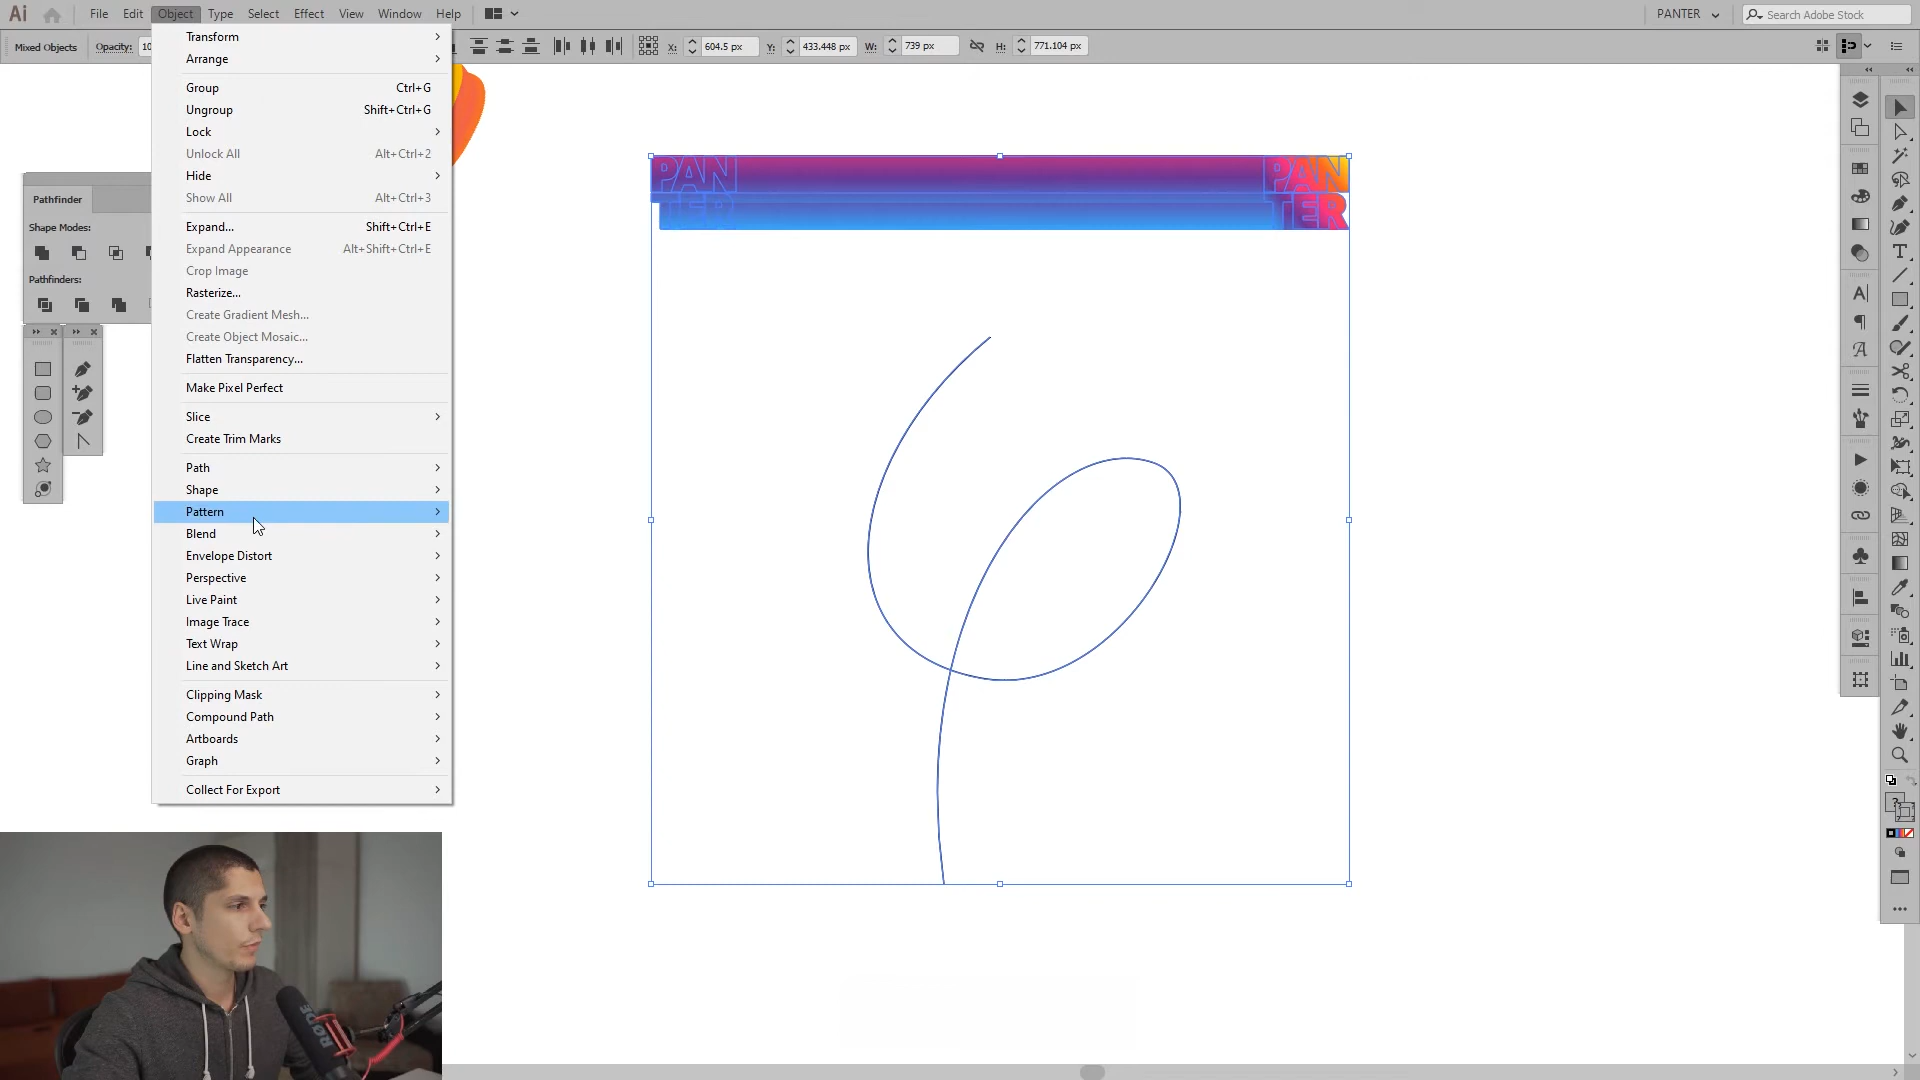 Ai File Edit Object Type Select Effect View Window Help PANTER Search Adobe Stock
Mixed Objects Opacity: 10 X: 604.5 px Y: 433.448 px W: 739 px H: 771.104 px
Transform
Arrange
Group Ctrl+G
Ungroup Shift+Ctrl+G
Lock
Unlock All Alt+Ctrl+2
Hide
Show All Alt+Ctrl+3
Expand... Shift+Ctrl+E
Expand Appearance Alt+Shift+Ctrl+E
Crop Image
Rasterize...
Create Gradient Mesh...
Create Object Mosaic...
Flatten Transparency...
Make Pixel Perfect
Slice
Create Trim Marks
Path
Shape
Pattern
Blend
Envelope Distort
Perspective
Live Paint
Image Trace
Text Wrap
Line and Sketch Art
Clipping Mask
Compound Path
Artboards
Graph
Collect For Export
Pathfinder
Shape Modes:
Pathfinders:
PAN PAN
TER TER
RØDE